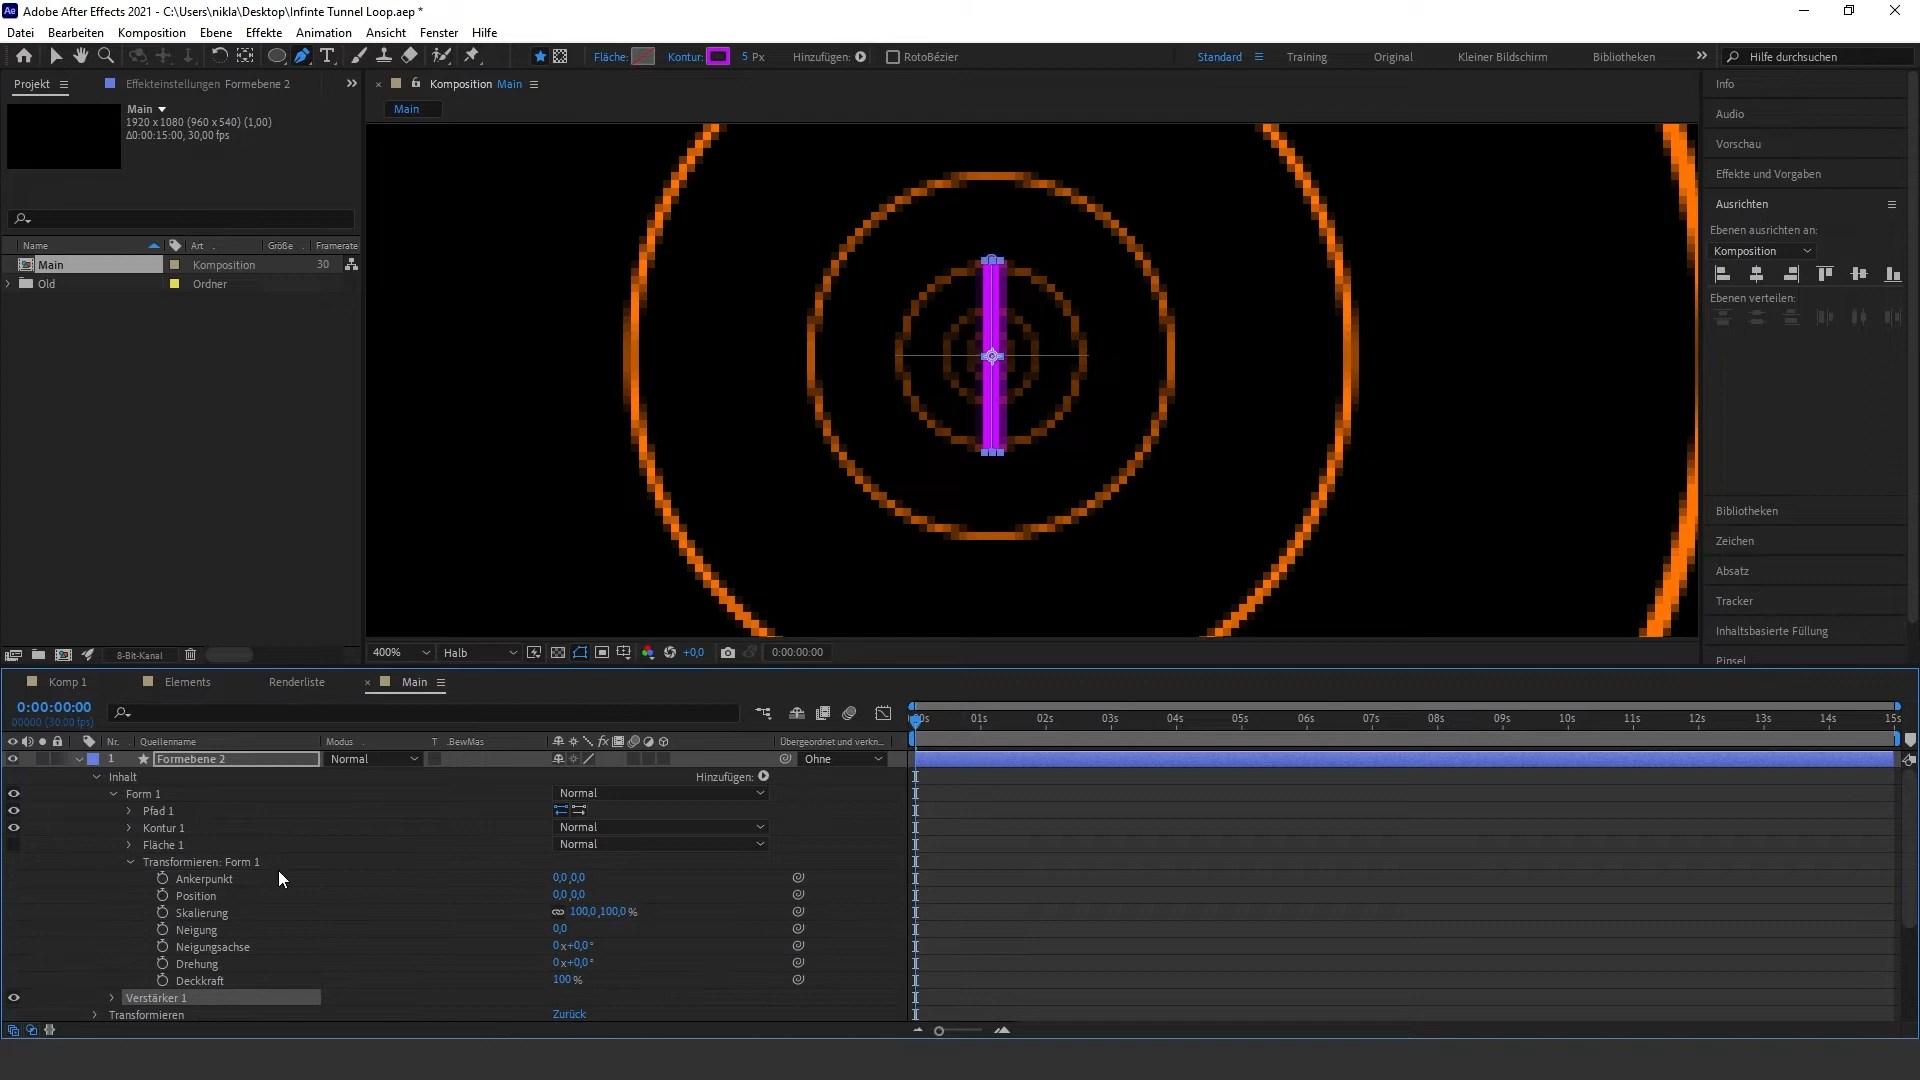 Adobe After Effects 2021 - C:\Users\nikla\Desktop\Infinte Tunnel Loop.aep *
Datei Bearbeiten Komposition Ebene Effekte Animation Ansicht Fenster Hilfe
Fläche: Kontur: 5 Px Hinzufügen: RotoBézier Standard Training Original Kleiner Bildschirm Bibliotheken Hilfe durchsuchen
Projekt Effekteinstellungen Formebene 2
Komposition Main
Main
Main
1920 x 1080 (960 x 540) (1,00)
Δ0:00:15:00, 30,00 fps
Name Art Größe Framerate
Main Komposition 30
Old Ordner
8-Bit-Kanal
400% Halb +0,0 0:00:00:00
Info
Audio
Vorschau
Effekte und Vorgaben
Ausrichten
Ebenen ausrichten an:
Komposition
Ebenen verteilen:
Bibliotheken
Zeichen
Absatz
Tracker
Inhaltsbasierte Füllung
Pinsel
Komp 1 Elements Renderliste Main
0:00:00:00
00000 (30.00 fps)
00s 01s 02s 03s 04s 05s 06s 07s 08s 09s 10s 11s 12s 13s 14s 15s
Nr. Quellenname Modus T .BewMas fx Übergeordnet und verkn...
1 Formebene 2 Normal Ohne
Inhalt Hinzufügen:
Form 1 Normal
Pfad 1
Kontur 1 Normal
Fläche 1 Normal
Transformieren: Form 1
Ankerpunkt 0,0,0,0
Position 0,0,0,0
Skalierung 100,0,100,0 %
Neigung 0,0
Neigungsachse 0x+0,0°
Drehung 0x+0,0°
Deckkraft 100 %
Verstärker 1
Transformieren Zurück